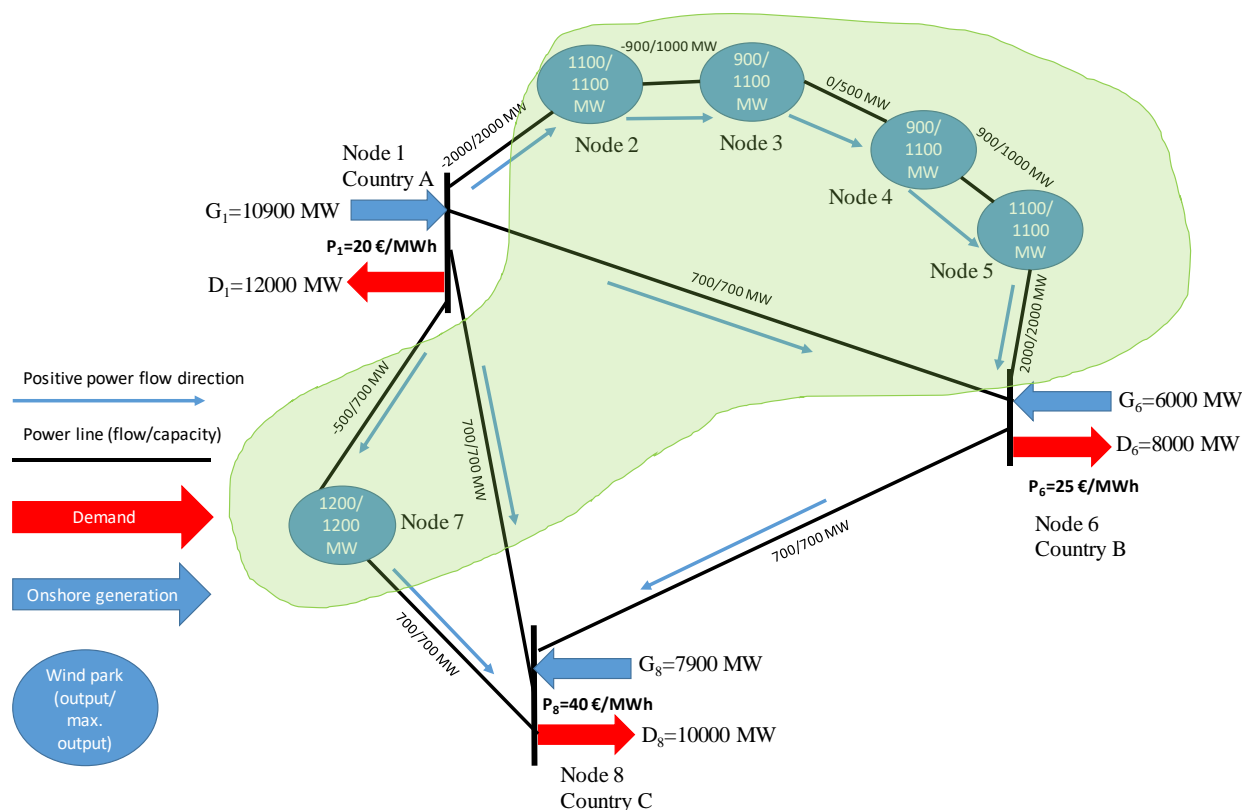 -900/1000 MW
1100/
1100
MW
900/
1100
MW
0/500 MW
-2000/2000 MW
Node 2
Node 3
900/
1100
MW
900/1000 MW
Node 1
Country A
Node 4
1100/
1100
MW
G1=10900 MW
P1=20 €/MWh
D1=12000 MW
Node 5
700/700 MW
2000/2000 MW
Positive power flow direction
Power line (flow/capacity)
-500/700 MW
700/700 MW
G6=6000 MW
D6=8000 MW
P6=25 €/MWh
Node 6
Country B
Demand
Onshore generation
1200/
1200
MW
Node 7
700/700 MW
700/700 MW
Wind park
(output/
max.
output)
G8=7900 MW
P8=40 €/MWh
D8=10000 MW
Node 8
Country C